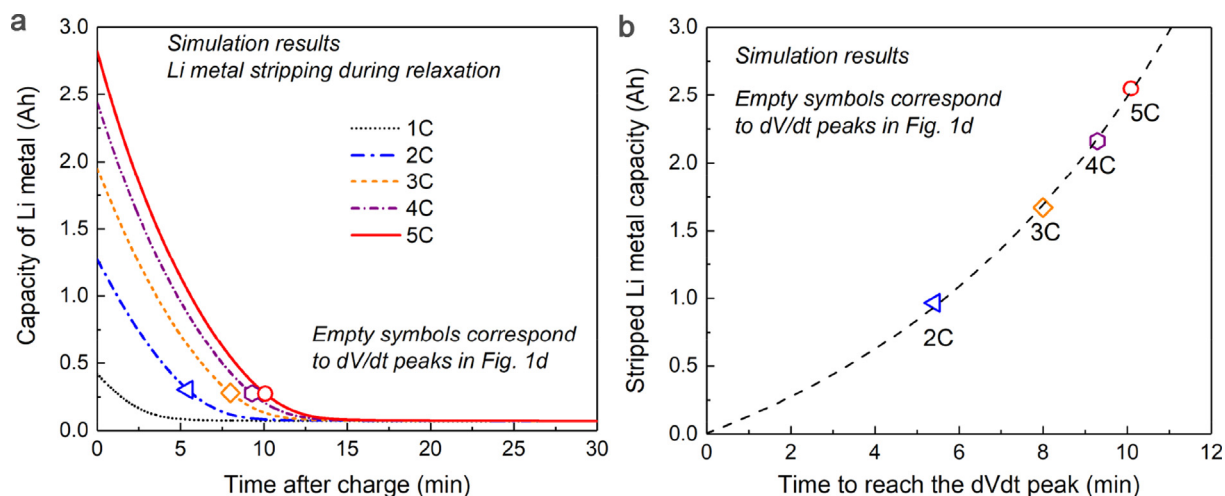 a
Simulation results
Li metal stripping during relaxation
1C
2C
3C
4C
5C
Empty symbols correspond
to dV/dt peaks in Fig. 1d
Capacity of Li metal (Ah)
3.0
2.5
2.0
1.5
1.0
0.5
0.0
0 5 10 15 20 25 30
Time after charge (min)
b
Simulation results
Empty symbols correspond
to dV/dt peaks in Fig. 1d
5C
4C
3C
2C
Stripped Li metal capacity (Ah)
3.0
2.5
2.0
1.5
1.0
0.5
0.0
0 2 4 6 8 10 12
Time to reach the dVdt peak (min)